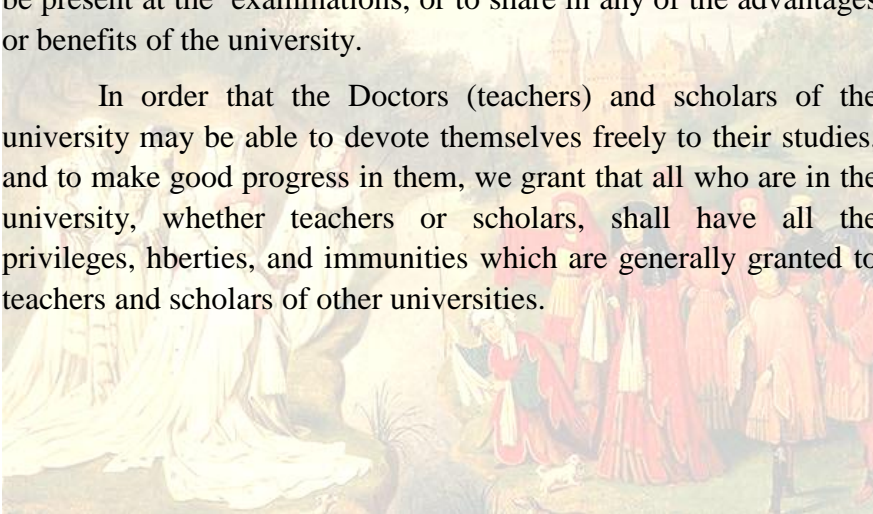 be present at the examinations, or to share in any of the advantages
or benefits of the university.
In order that the Doctors (teachers) and scholars of the
university may be able to devote themselves freely to their studies,
and to make good progress in them, we grant that all who are in the
university, whether teachers or scholars, shall have all the
privileges, hberties, and immunities which are generally granted to
teachers and scholars of other universities.